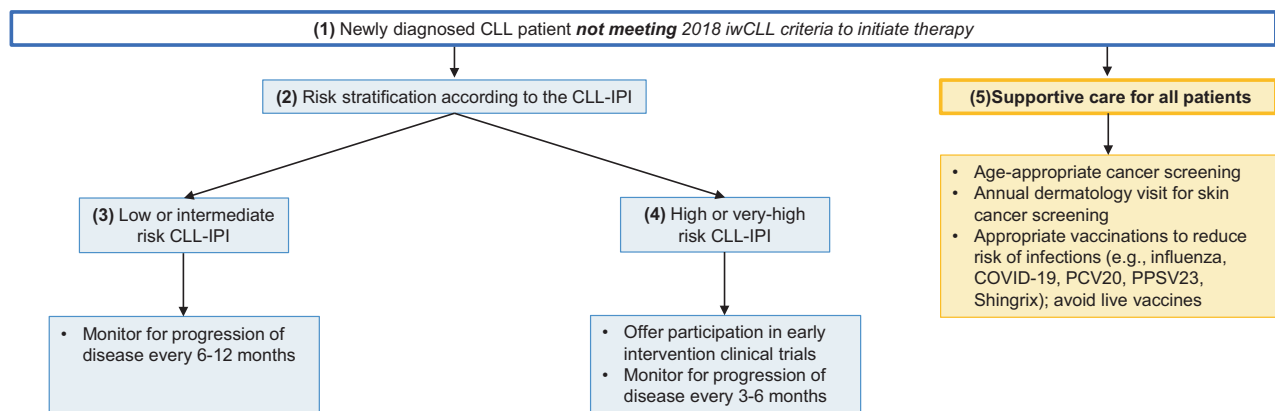 (1) Newly diagnosed CLL patient not meeting 2018 iwCLL criteria to initiate therapy
(2) Risk stratification according to the CLL-IPI
(5)Supportive care for all patients
(3) Low or intermediate
risk CLL-IPI
(4) High or very-high
risk CLL-IPI
• Age-appropriate cancer screening
• Annual dermatology visit for skin
cancer screening
• Appropriate vaccinations to reduce
risk of infections (e.g., influenza,
COVID-19, PCV20, PPSV23,
Shingrix); avoid live vaccines
• Monitor for progression of
disease every 6-12 months
• Offer participation in early
intervention clinical trials
• Monitor for progression of
disease every 3-6 months